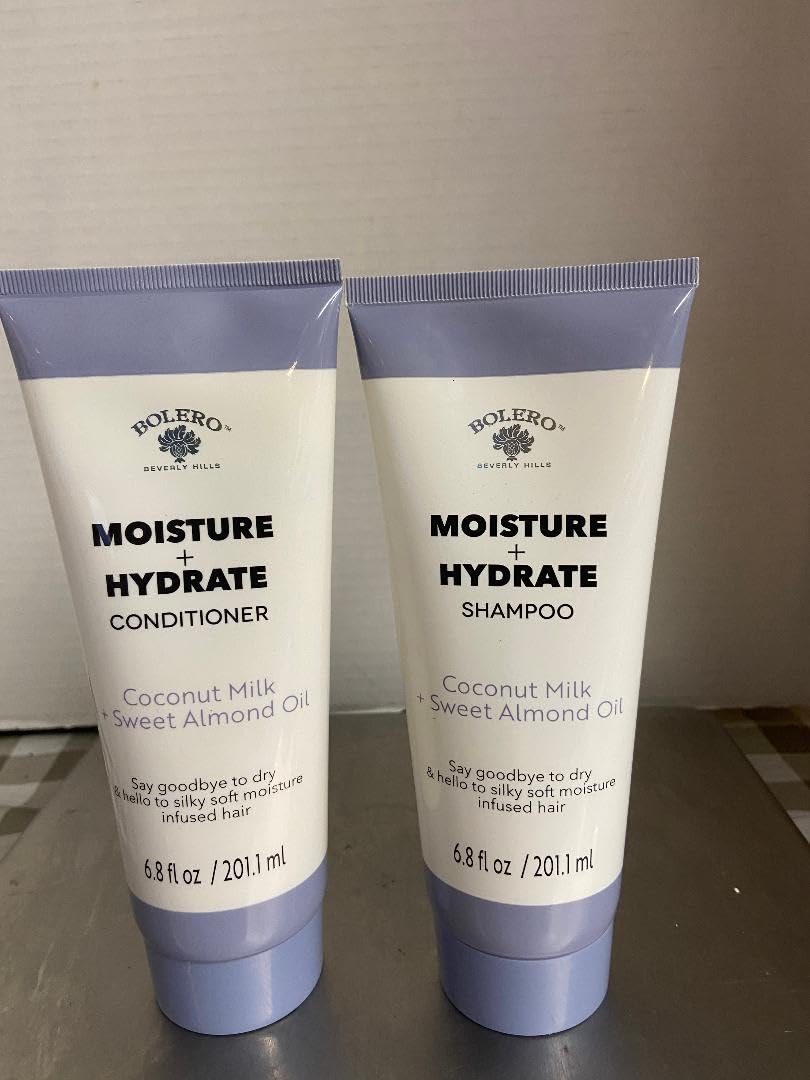 BOLERO™
BEVERLY HILLS
MOISTURE
+
HYDRATE
CONDITIONER
Coconut Milk
+ Sweet Almond Oil
Say goodbye to dry
& hello to silky soft moisture
infused hair
6.8 fl oz / 201.1 ml
BOLERO™
BEVERLY HILLS
MOISTURE
+
HYDRATE
SHAMPOO
Coconut Milk
+ Sweet Almond Oil
Say goodbye to dry
& hello to silky soft moisture
infused hair
6.8 fl oz / 201.1 ml